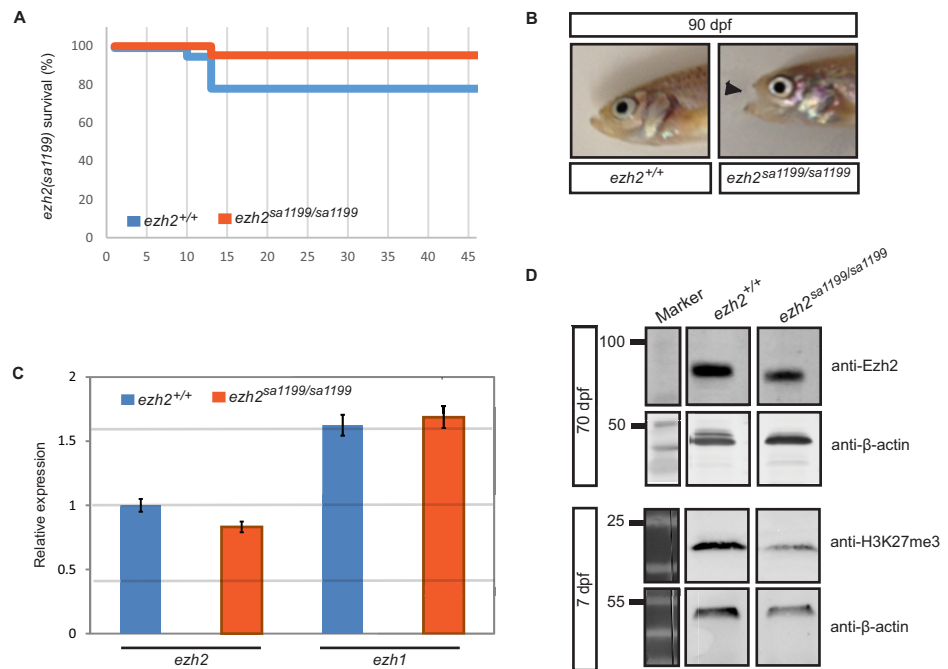 A
ezh2(sa1199) survival (%)
100
80
60
40
20
0
0 5 10 15 20 25 30 35 40 45
ezh2+/+
ezh2sa1199/sa1199
B
90 dpf
ezh2+/+
ezh2sa1199/sa1199
C
Relative expression
2
1.5
1
0.5
0
ezh2+/+
ezh2sa1199/sa1199
ezh2
ezh1
D
Marker
ezh2+/+
ezh2sa1199/sa1199
70 dpf
100
anti-Ezh2
50
anti-β-actin
7 dpf
25
anti-H3K27me3
55
anti-β-actin